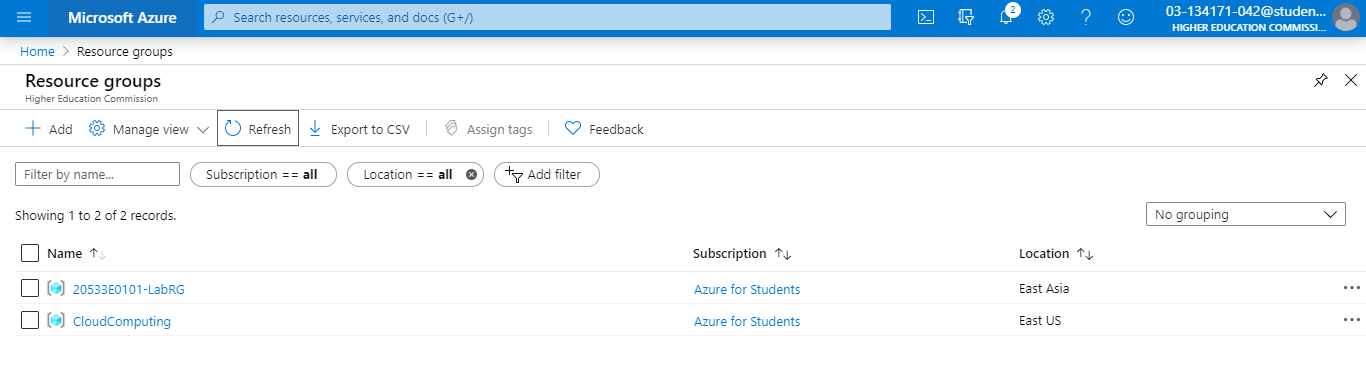 Microsoft Azure
Search resources, services, and docs (G+/)
2
03-134171-042@studen...
HIGHER EDUCATION COMMISSI...
Home > Resource groups
Resource groups
Higher Education Commission
Add Manage view Refresh Export to CSV Assign tags Feedback
Filter by name... Subscription == all Location == all Add filter
Showing 1 to 2 of 2 records. No grouping
Name Subscription Location
20533E0101-LabRG Azure for Students East Asia
CloudComputing Azure for Students East US